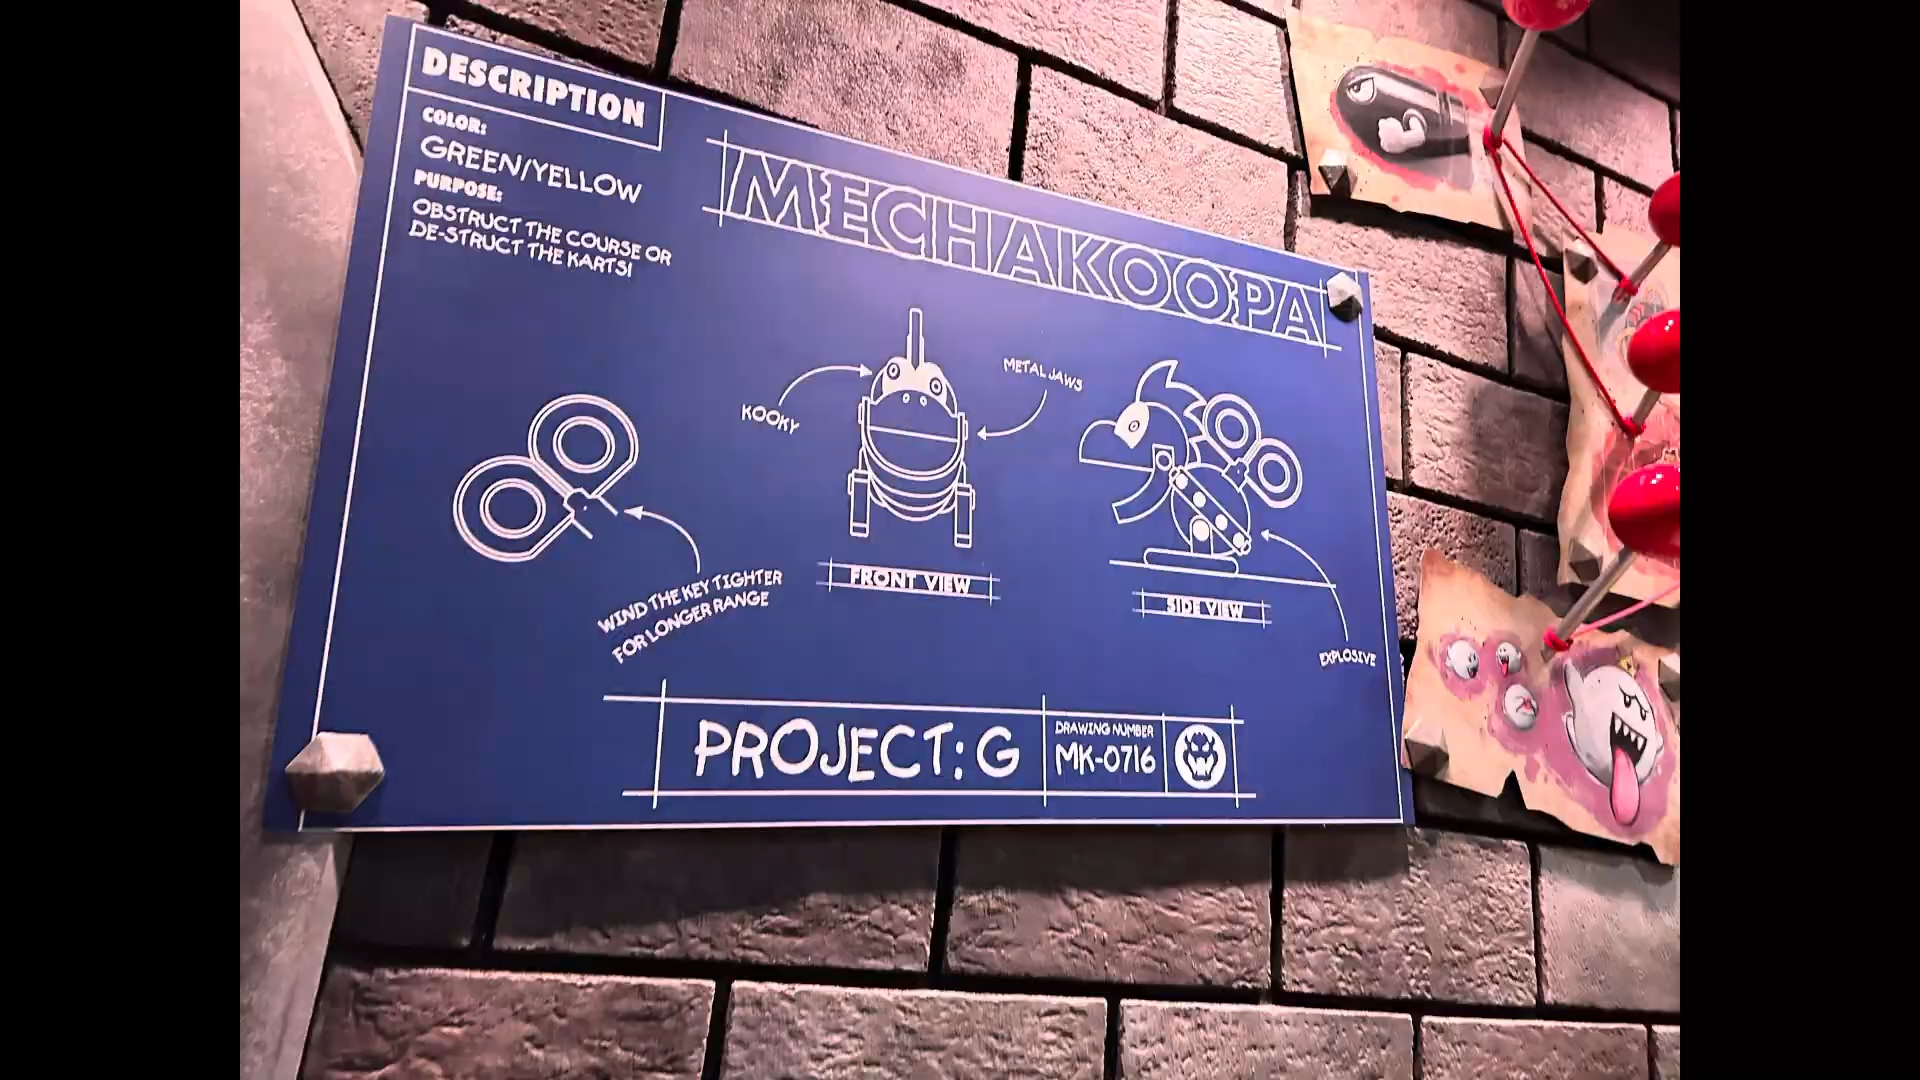 DESCRIPTION
COLOR:
GREEN/YELLOW
PURPOSE:
OBSTRUCT THE COURSE OR
DE-STRUCT THE KARTS!
MECHAKOOPA
KOOKY
METAL JAWS
WIND THE KEY TIGHTER
FOR LONGER RANGE
FRONT VIEW
SIDE VIEW
EXPLOSIVE
PROJECT: G
DRAWING NUMBER
MK-0716